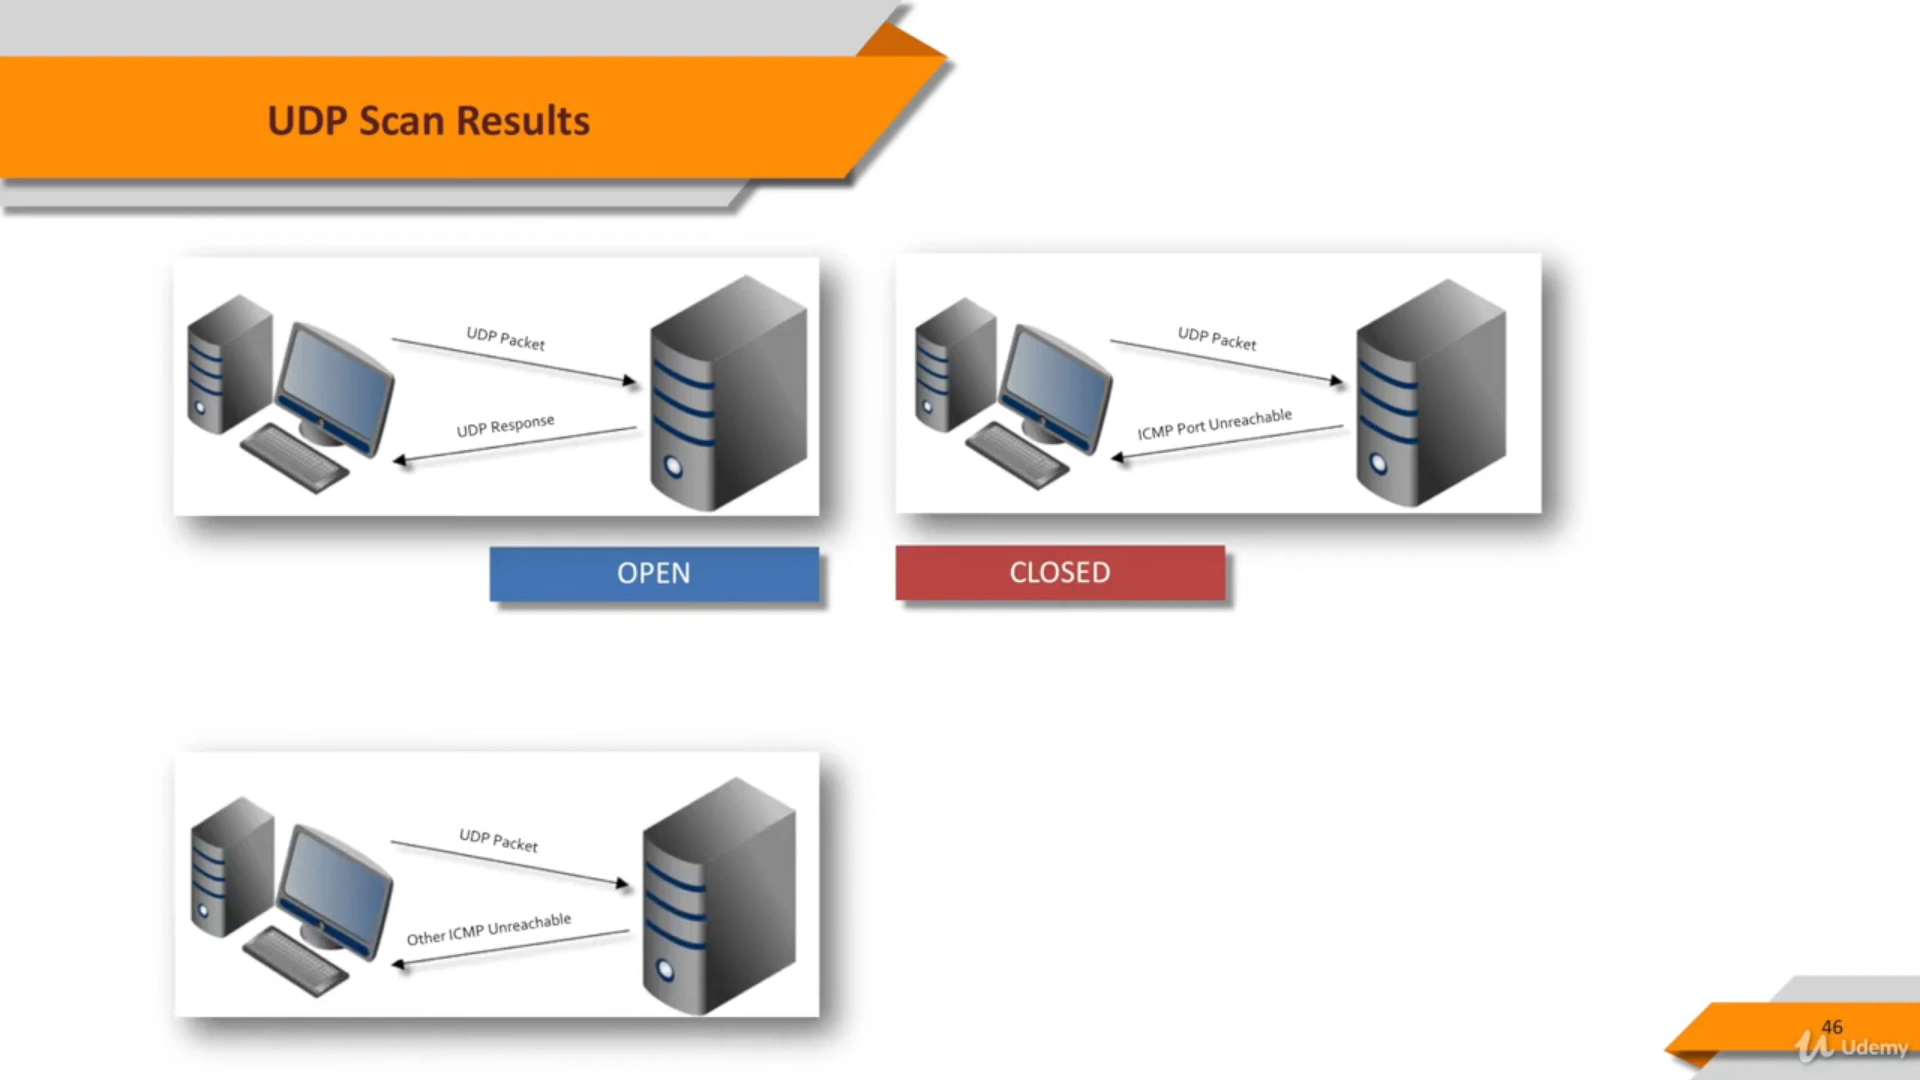 UDP Scan Results
UDP Packet
UDP Response
OPEN
UDP Packet
ICMP Port Unreachable
CLOSED
UDP Packet
Other ICMP Unreachable
46
Udemy